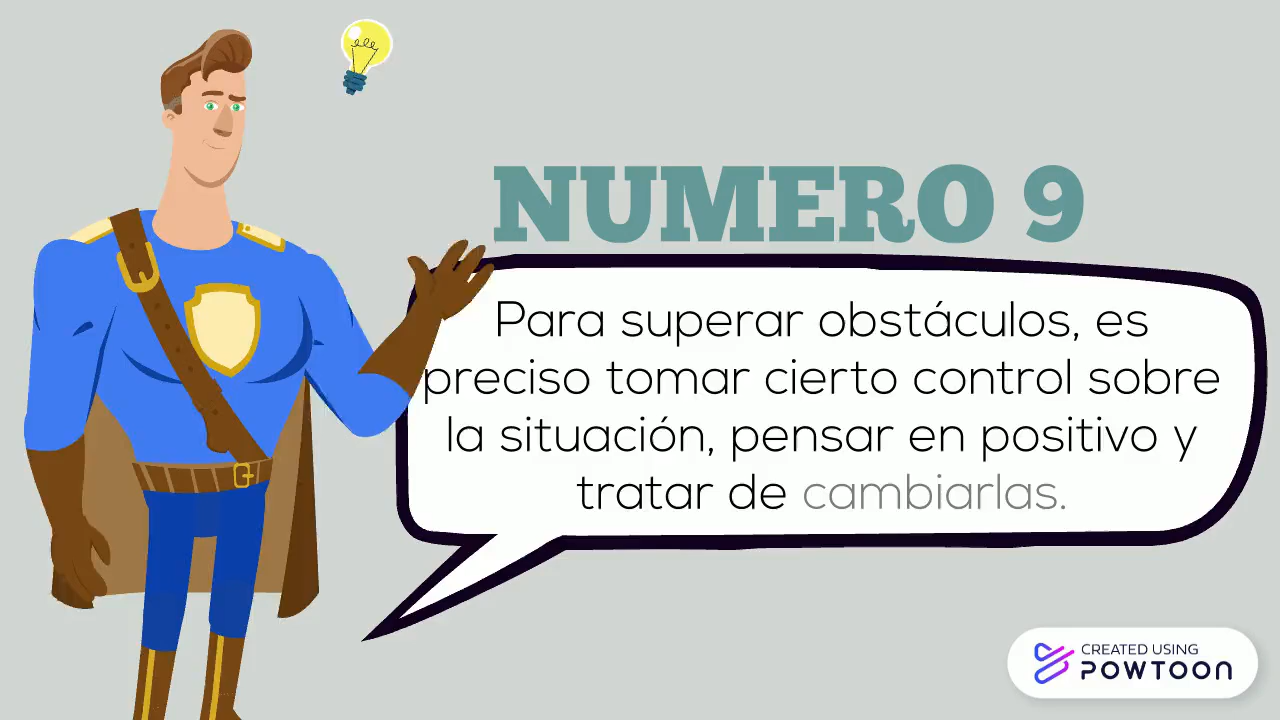 NUMERO 9
Para superar obstáculos, es
preciso tomar cierto control sobre
la situación, pensar en positivo y
tratar de cambiarlas.
CREATED USING
POWTOON